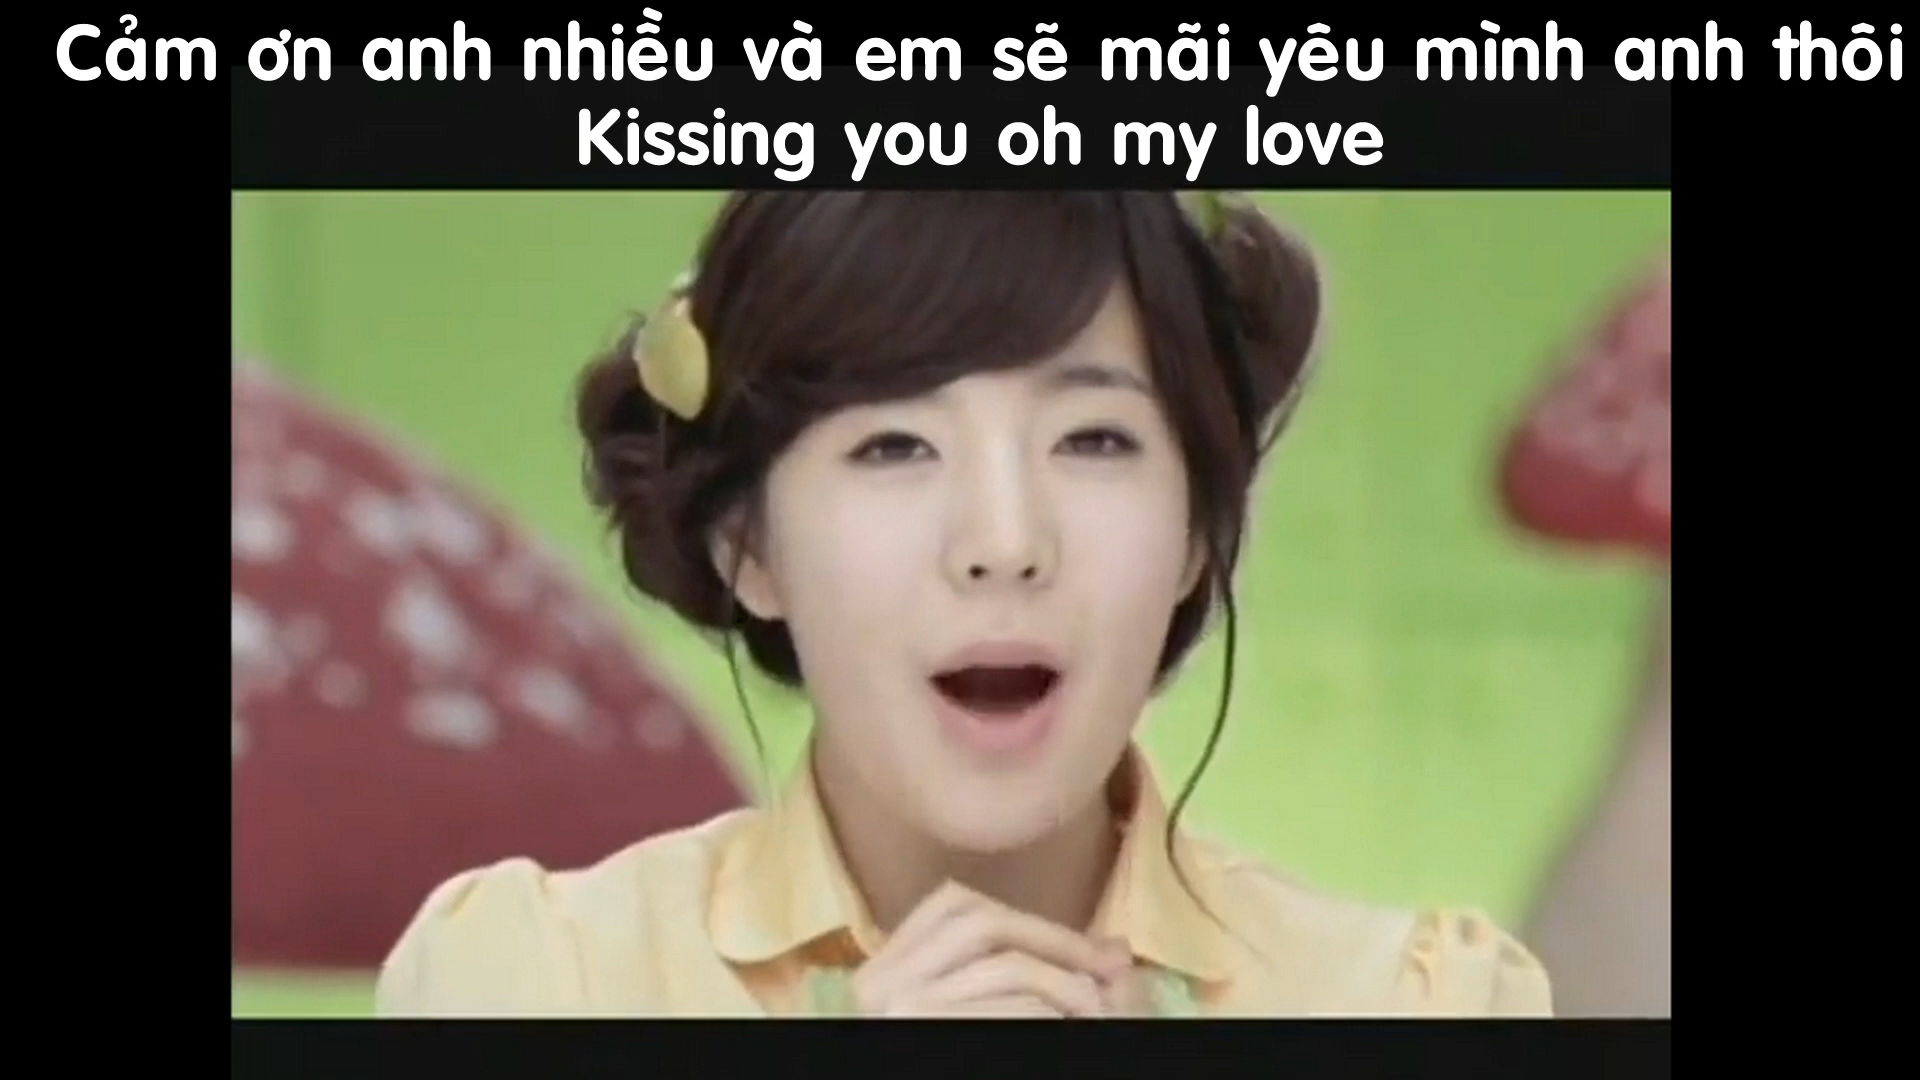 Cảm ơn anh nhiều và em sẽ mãi yêu mình anh thôi
Kissing you oh my love